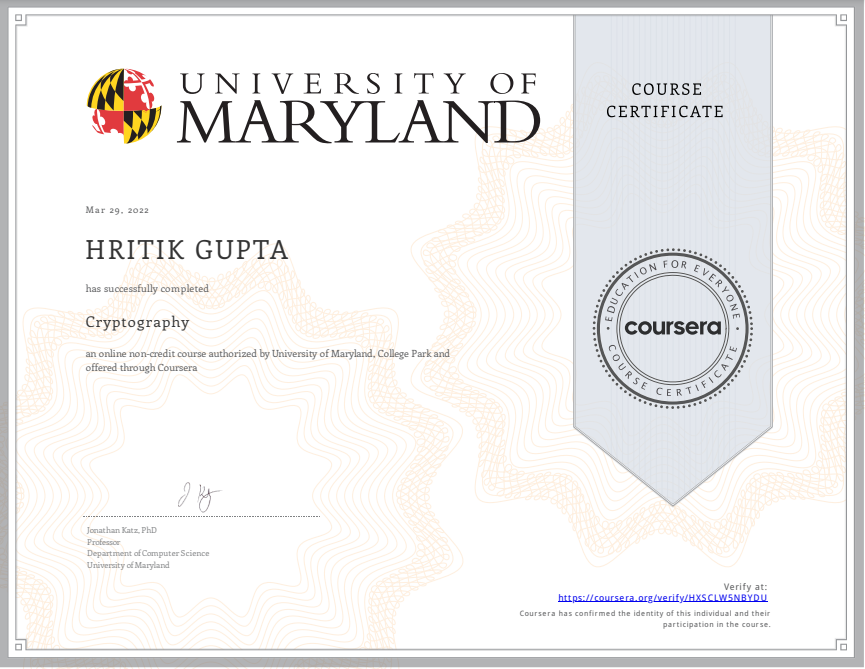 UNIVERSITY OF
MARYLAND
COURSE
CERTIFICATE
Mar 29, 2022
HRITIK GUPTA
has successfully completed
Cryptography
an online non-credit course authorized by University of Maryland, College Park and
offered through Coursera
EDUCATION FOR EVERYONE
coursera
COURSE CERTIFICATE
Jonathan Katz, PhD
Professor
Department of Computer Science
University of Maryland
Verify at:
https://coursera.org/verify/HXSCLW5NBYDU
Coursera has confirmed the identity of this individual and their
participation in the course.